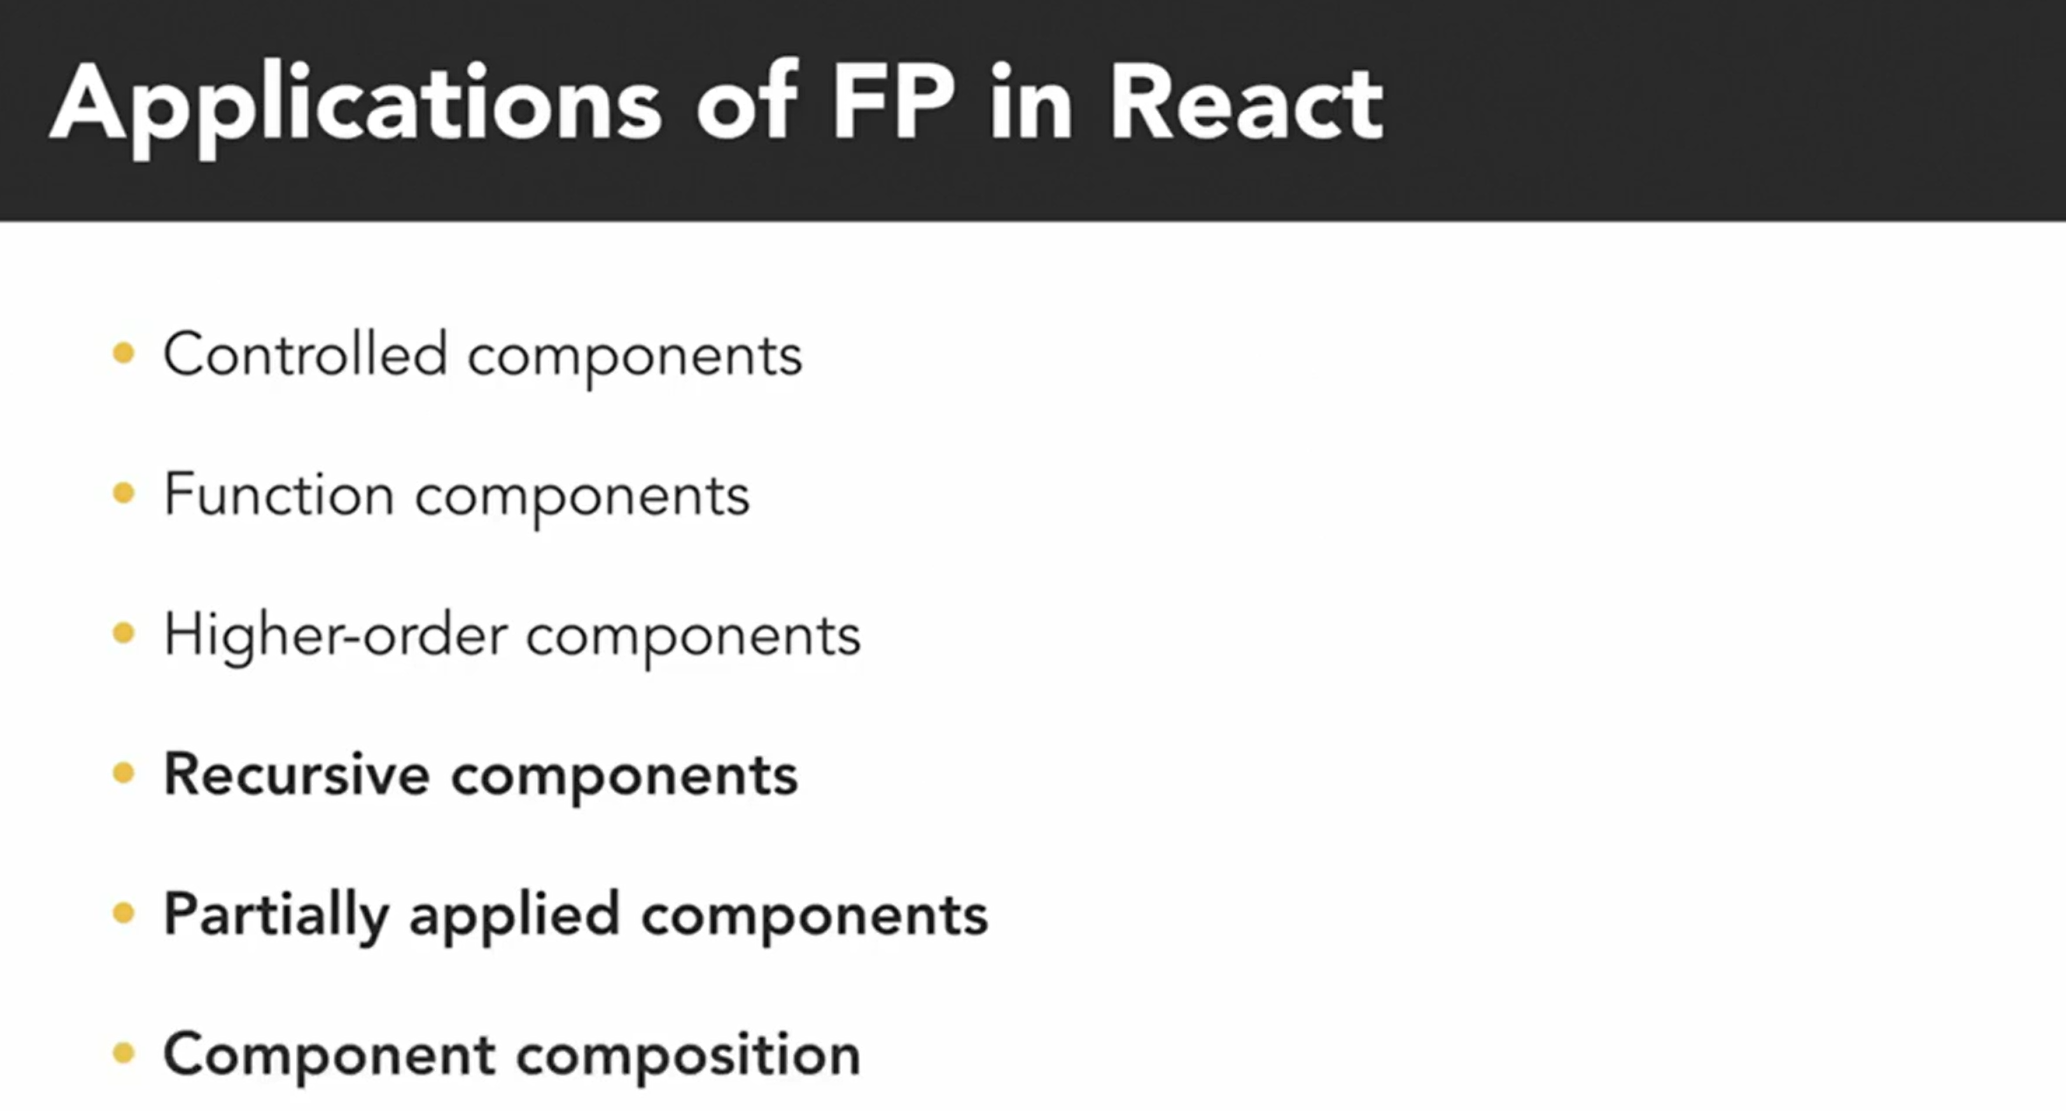 Applications of FP in React
Controlled components
Function components
Higher-order components
Recursive components
Partially applied components
Component composition